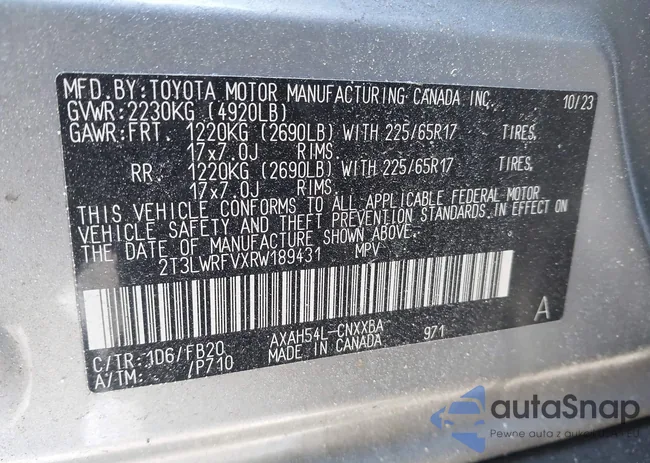 MFD.BY:TOYOTA MOTOR MANUFACTURING CANADA INC. 10/23
GVWR:2230KG (4920LB)
GAWR:FRT. 1220KG (2690LB) WITH 225/65R17 TIRES,
17x7.0J RIMS.
RR. 1220KG (2690LB) WITH 225/65R17 TIRES,
17x7.0J RIMS.
THIS VEHICLE CONFORMS TO ALL APPLICABLE FEDERAL MOTOR
VEHICLE SAFETY AND THEFT PREVENTION STANDARDS IN EFFECT ON
THE DATE OF MANUFACTURE SHOWN ABOVE.
2T3LWRFVXRW189431 MPV
C/TR:1D6/FB20 AXAH54L-CNXXBA 971 A
A/TM: /P710 MADE IN CANADA
autaSnap
Pewne auta z